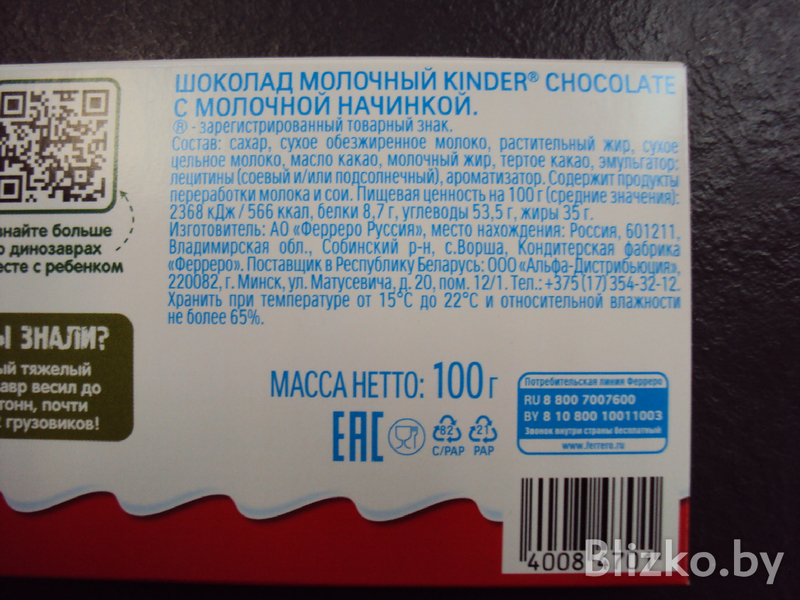 ШОКОЛАД МОЛОЧНЫЙ KINDER® CHOCOLATE
С МОЛОЧНОЙ НАЧИНКОЙ.
® - зарегистрированный товарный знак.
Состав: сахар, сухое обезжиренное молоко, растительный жир, сухое
цельное молоко, масло какао, молочный жир, тертое какао, эмульгатор:
лецитины (соевый и/или подсолнечный), ароматизатор. Содержит продукты
переработки молока и сои. Пищевая ценность на 100 г (средние значения):
2368 кДж / 566 ккал, белки 8,7 г, углеводы 53,5 г, жиры 35 г.
Изготовитель: АО «Ферреро Руссия», место нахождения: Россия, 601211,
Владимирская обл., Собинский р-н, с.Ворша, Кондитерская фабрика
«Ферреро». Поставщик в Республику Беларусь: ООО «Альфа-Дистрибьюция»,
220082, г. Минск, ул. Матусевича, д. 20, пом. 12/1. Тел.: +375 (17) 354-32-12.
Хранить при температуре от 15°C до 22°C и относительной влажности
не более 65%.
знайте больше
о динозаврах
есте с ребенком
Ы ЗНАЛИ?
ый тяжелый
авр весил до
тонн, почти
грузовиков!
МАССА НЕТТО: 100 г
EAC
82
C/PAP
21
PAP
Потребительская линия Ферреро
RU 8 800 7007600
BY 8 10 800 10011003
Звонок внутри страны бесплатный
www.ferrero.ru
4008
Blizko.by